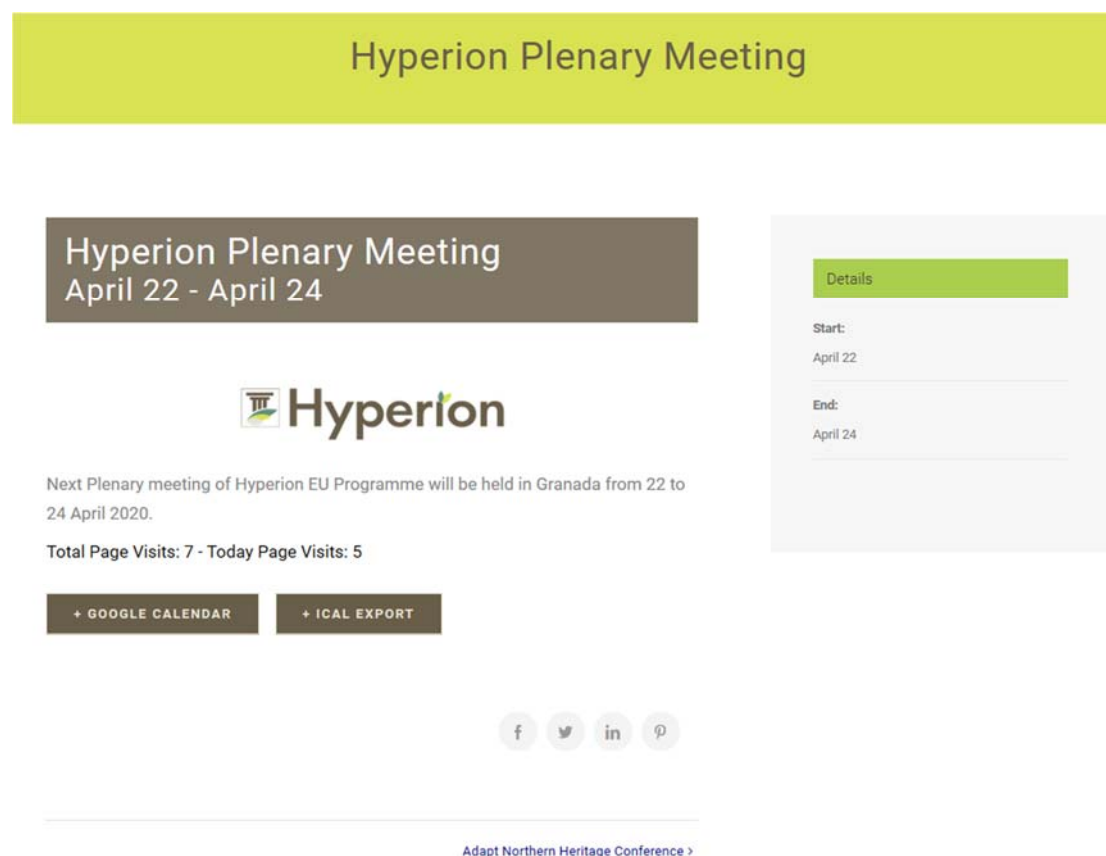 Hyperion Plenary Meeting
Hyperion Plenary Meeting
April 22 - April 24
Hyperion
Next Plenary meeting of Hyperion EU Programme will be held in Granada from 22 to
24 April 2020.
Total Page Visits: 7 - Today Page Visits: 5
+ GOOGLE CALENDAR
+ ICAL EXPORT
Adapt Northern Heritage Conference >
Details
Start:
April 22
End:
April 24